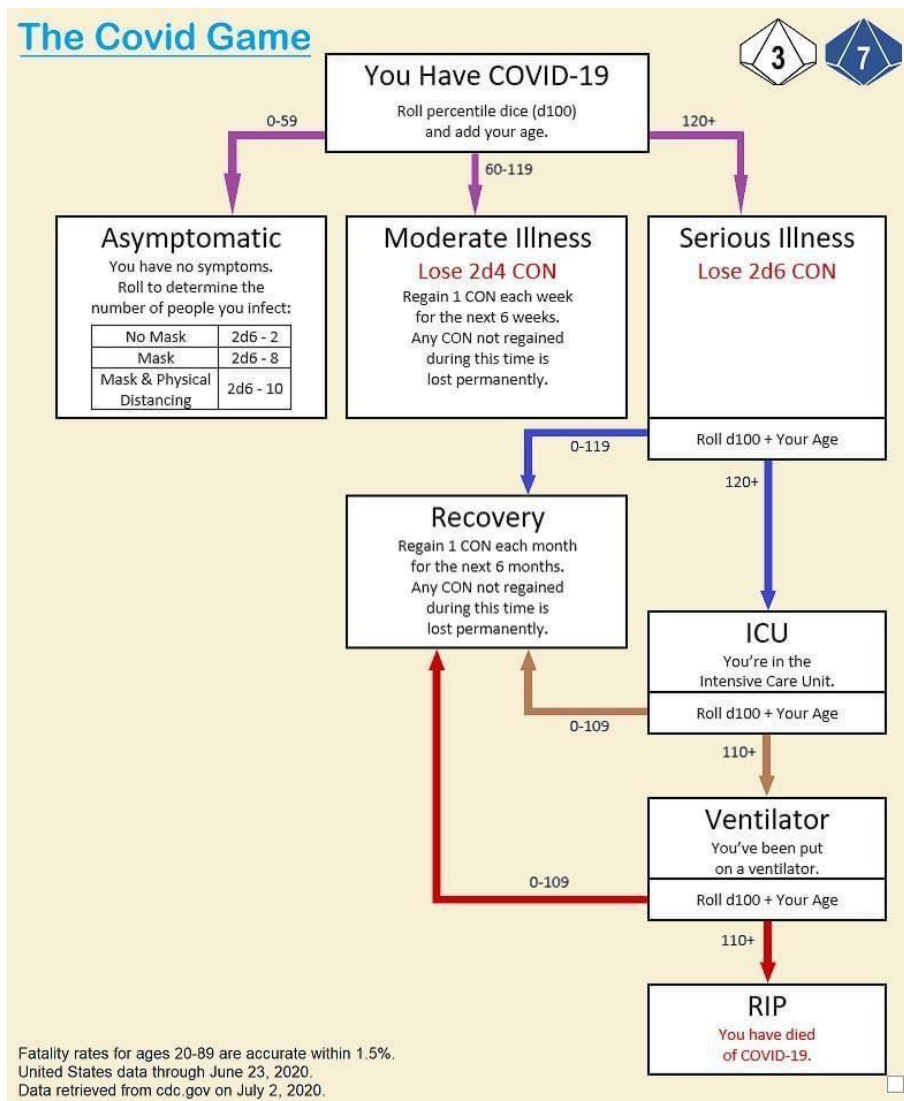 The Covid Game
3
7
You Have COVID-19
Roll percentile dice (d100)
and add your age.
0-59
60-119
120+
Asymptomatic
You have no symptoms.
Roll to determine the
number of people you infect:
No Mask 2d6 - 2
Mask 2d6 - 8
Mask & Physical
Distancing 2d6 - 10
Moderate Illness
Lose 2d4 CON
Regain 1 CON each week
for the next 6 weeks.
Any CON not regained
during this time is
lost permanently.
Serious Illness
Lose 2d6 CON
Roll d100 + Your Age
0-119
120+
Recovery
Regain 1 CON each month
for the next 6 months.
Any CON not regained
during this time is
lost permanently.
ICU
You're in the
Intensive Care Unit.
Roll d100 + Your Age
0-109
110+
Ventilator
You've been put
on a ventilator.
Roll d100 + Your Age
0-109
110+
RIP
You have died
of COVID-19.
Fatality rates for ages 20-89 are accurate within 1.5%.
United States data through June 23, 2020.
Data retrieved from cdc.gov on July 2, 2020.